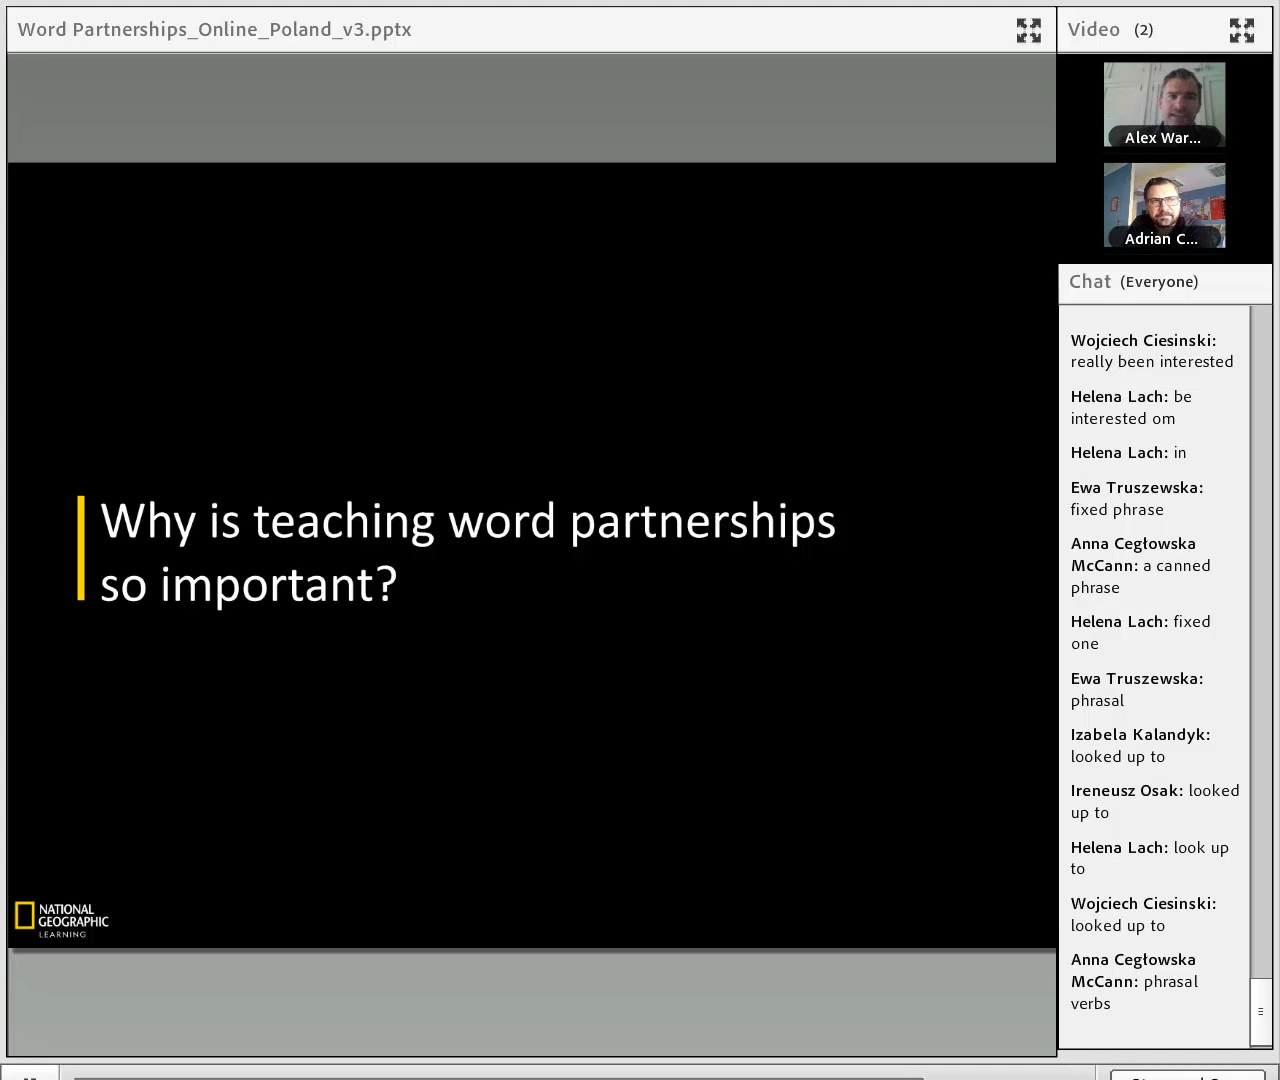 Word Partnerships_Online_Poland_v3.pptx
Video (2)
Alex War...
Adrian C...
Chat (Everyone)
Wojciech Ciesinski:
really been interested
Helena Lach: be
interested om
Helena Lach: in
Ewa Truszewska:
fixed phrase
Anna Cegłowska
McCann: a canned
phrase
Helena Lach: fixed
one
Ewa Truszewska:
phrasal
Izabela Kalandyk:
looked up to
Ireneusz Osak: looked
up to
Helena Lach: look up
to
Wojciech Ciesinski:
looked up to
Anna Cegłowska
McCann: phrasal
verbs
Why is teaching word partnerships
so important?
NATIONAL
GEOGRAPHIC
LEARNING